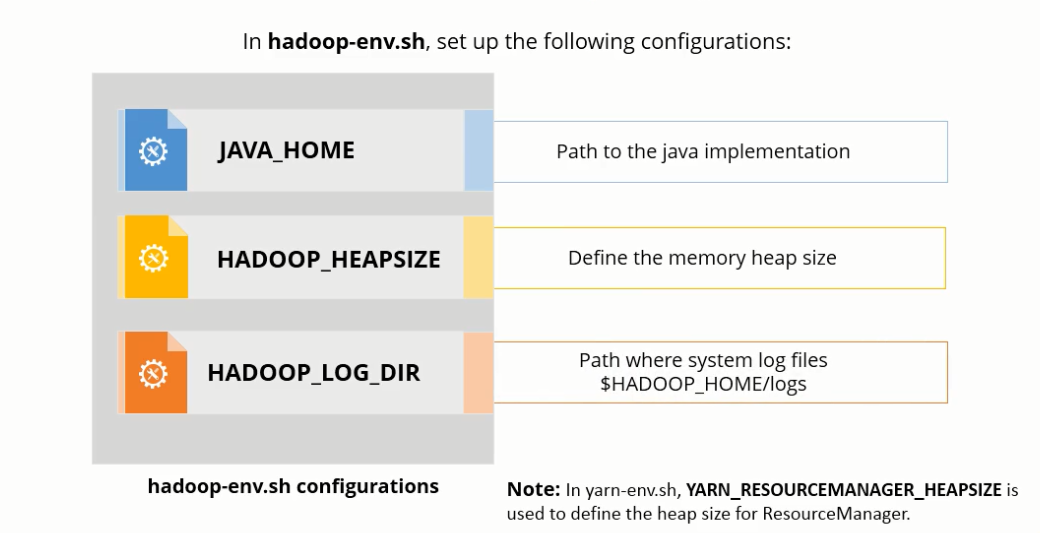 In hadoop-env.sh, set up the following configurations:
JAVA_HOME
Path to the java implementation
HADOOP_HEAPSIZE
Define the memory heap size
HADOOP_LOG_DIR
Path where system log files
$HADOOP_HOME/logs
hadoop-env.sh configurations
Note: In yarn-env.sh, YARN_RESOURCEMANAGER_HEAPSIZE is
used to define the heap size for ResourceManager.